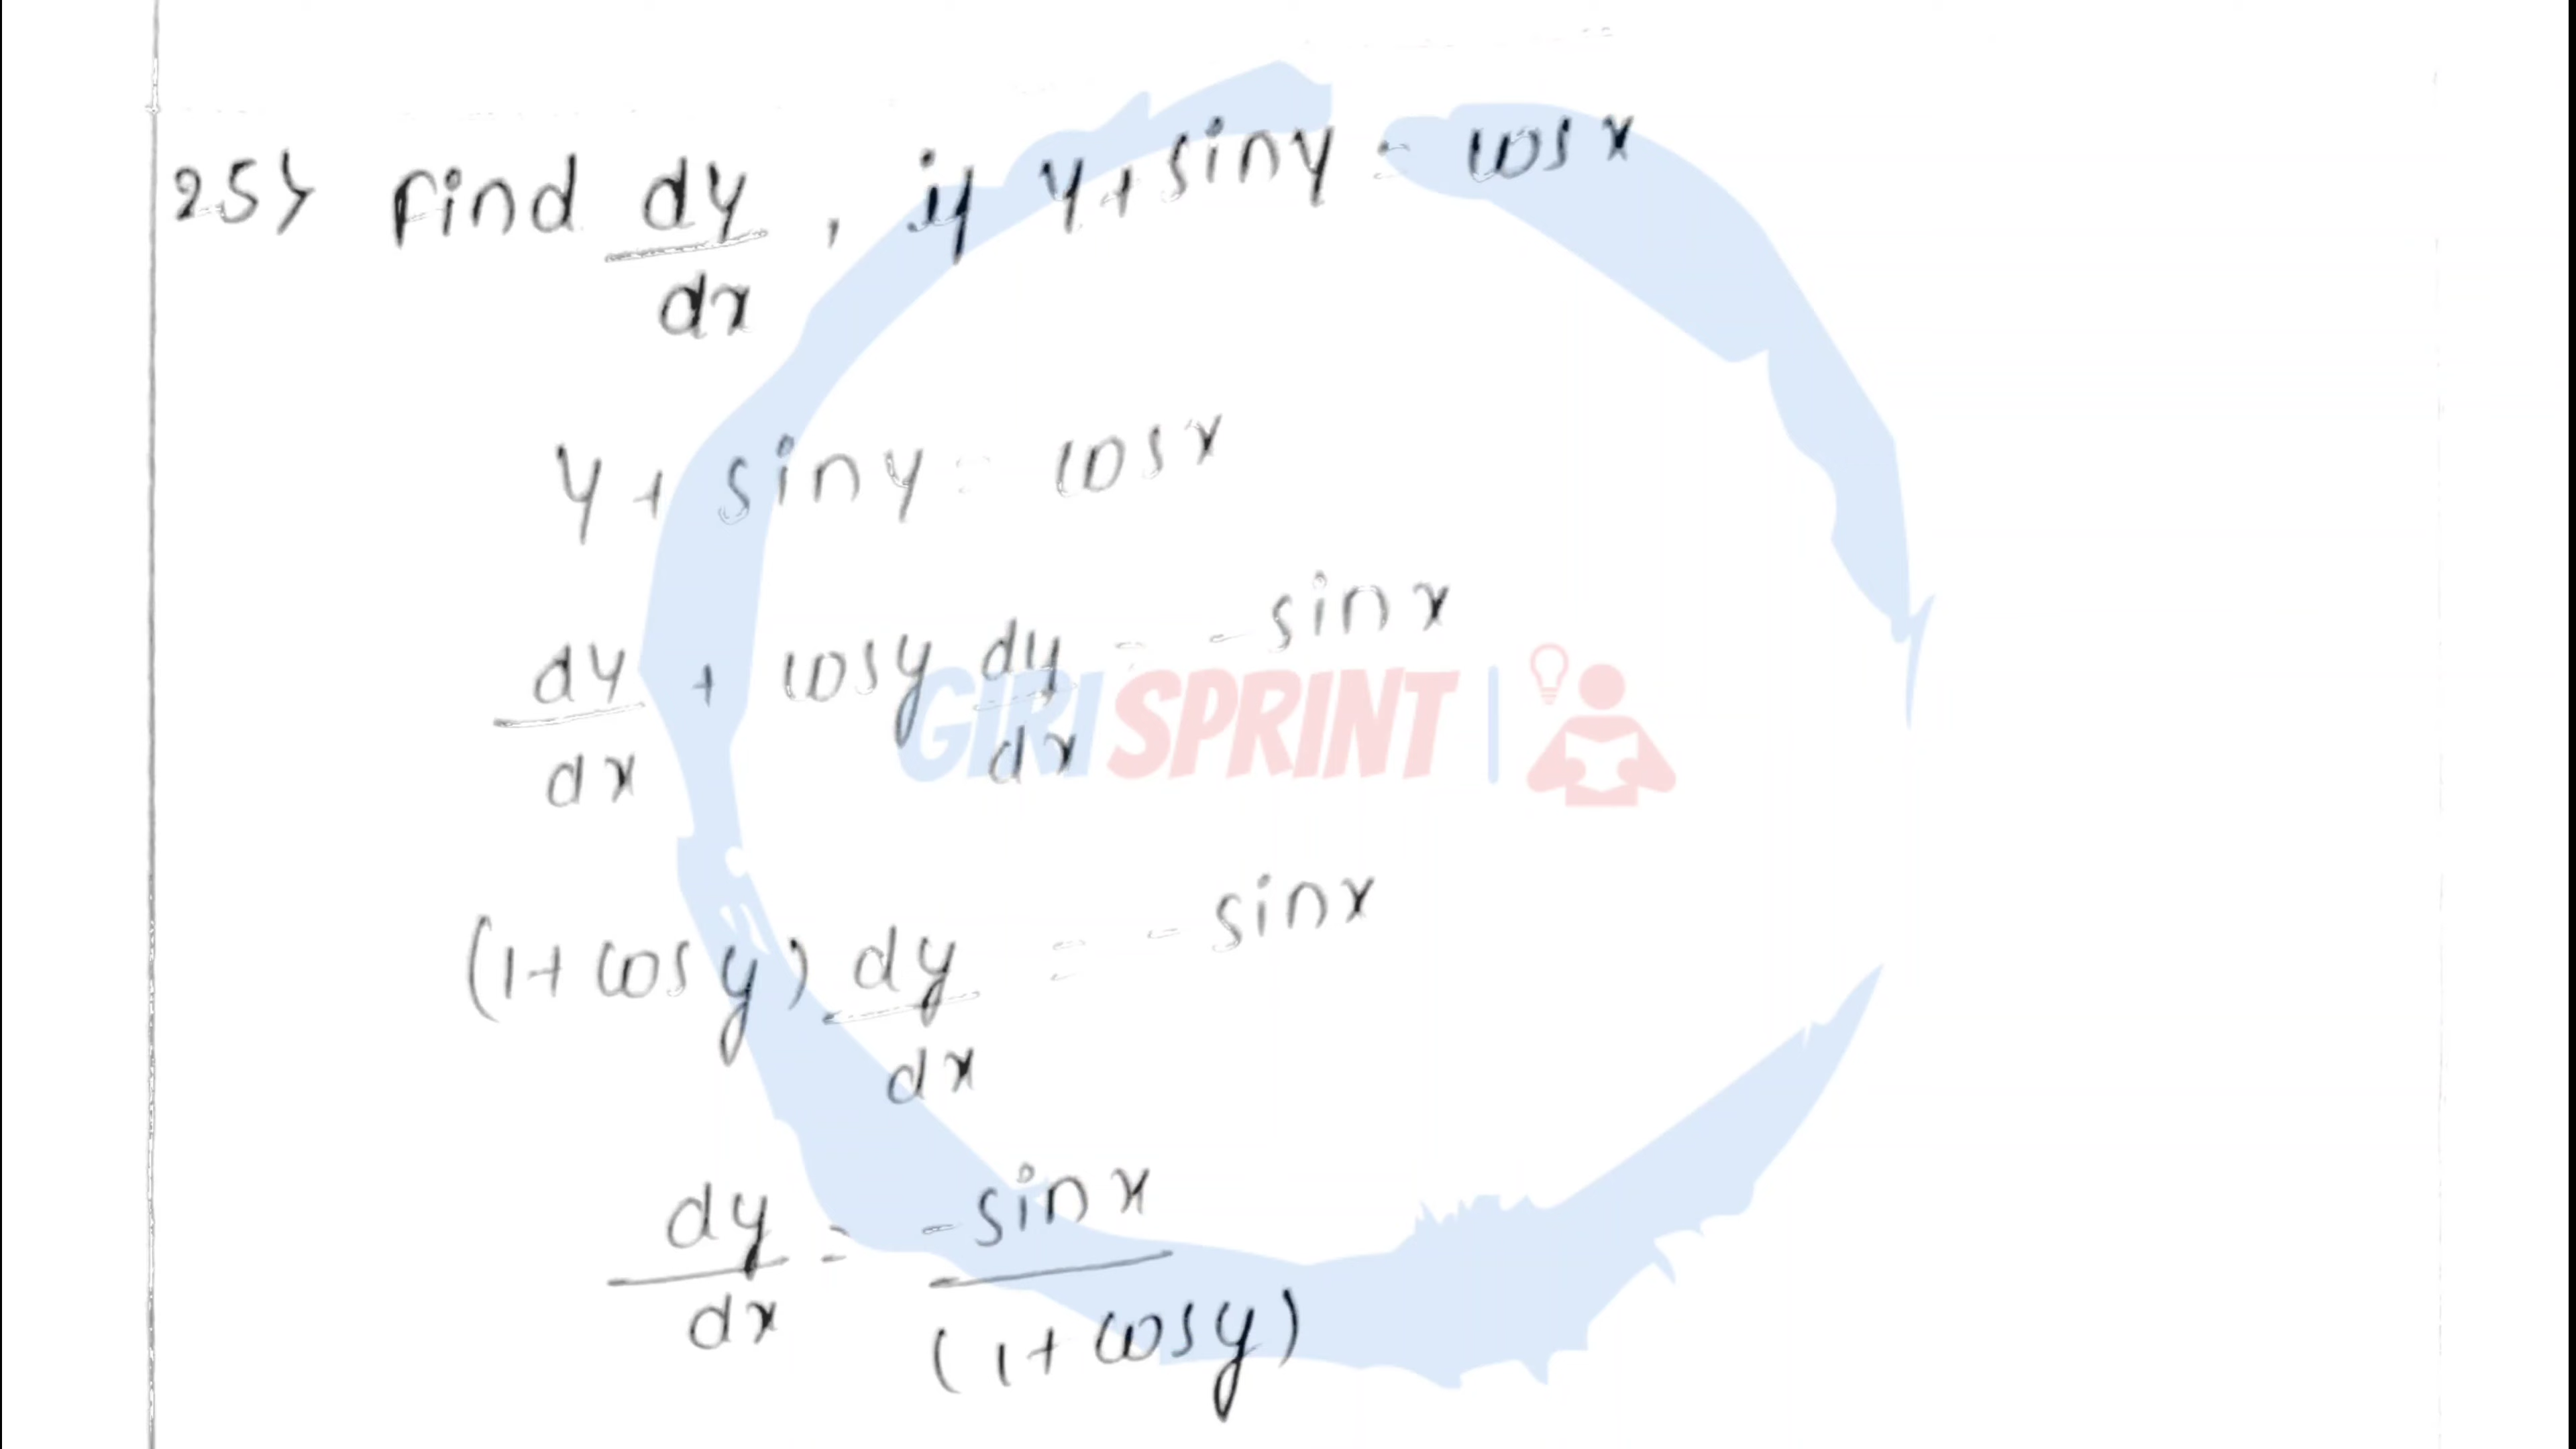 25> Find dy/dx, if y + siny = cosx
y + siny = cosx
dy/dx + cosy dy/dx = -sinx
GIRI SPRINT
(1+cosy) dy/dx = -sinx
dy/dx = -sinx/(1+cosy)